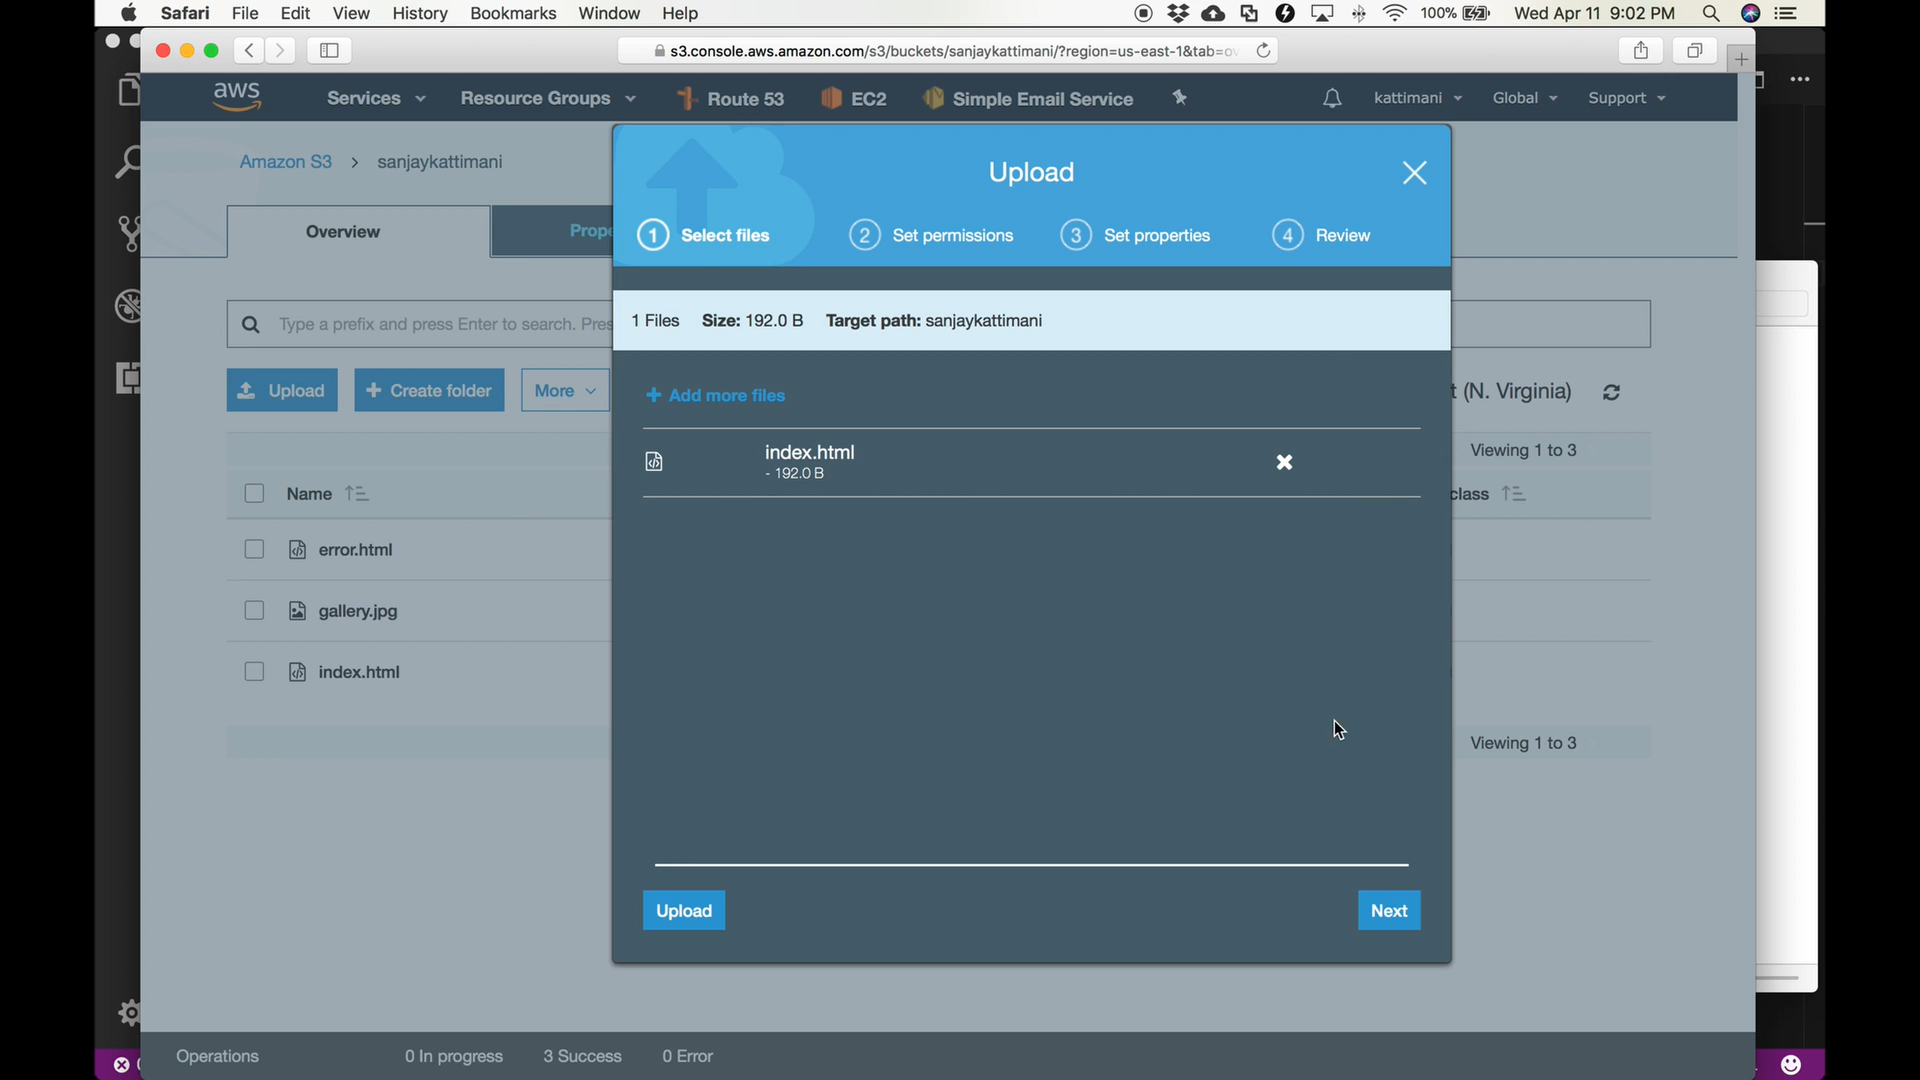 Safari File Edit View History Bookmarks Window Help 100% Wed Apr 11 9:02 PM
s3.console.aws.amazon.com/s3/buckets/sanjaykattimani/?region=us-east-1&tab=ov
aws Services Resource Groups Route 53 EC2 Simple Email Service kattimani Global Support
Amazon S3 > sanjaykattimani
Upload
Overview Prope
1 Select files 2 Set permissions 3 Set properties 4 Review
Type a prefix and press Enter to search. Pres
1 Files Size: 192.0 B Target path: sanjaykattimani
Upload + Create folder More
+ Add more files
t (N. Virginia)
Viewing 1 to 3
index.html
- 192.0 B
Name class
error.html
gallery.jpg
index.html
Viewing 1 to 3
Upload Next
Operations 0 In progress 3 Success 0 Error